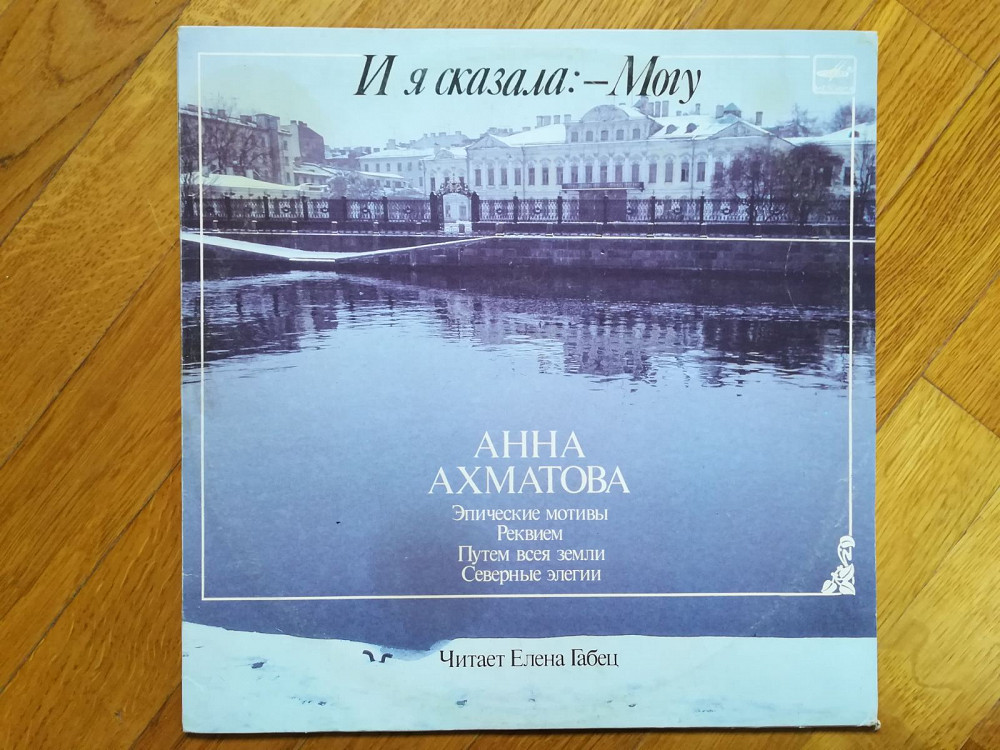 И я сказала:–Могу
АННА
АХМАТОВА
Эпические мотивы
Реквием
Путем всея земли
Северные элегии
Читает Елена Габец